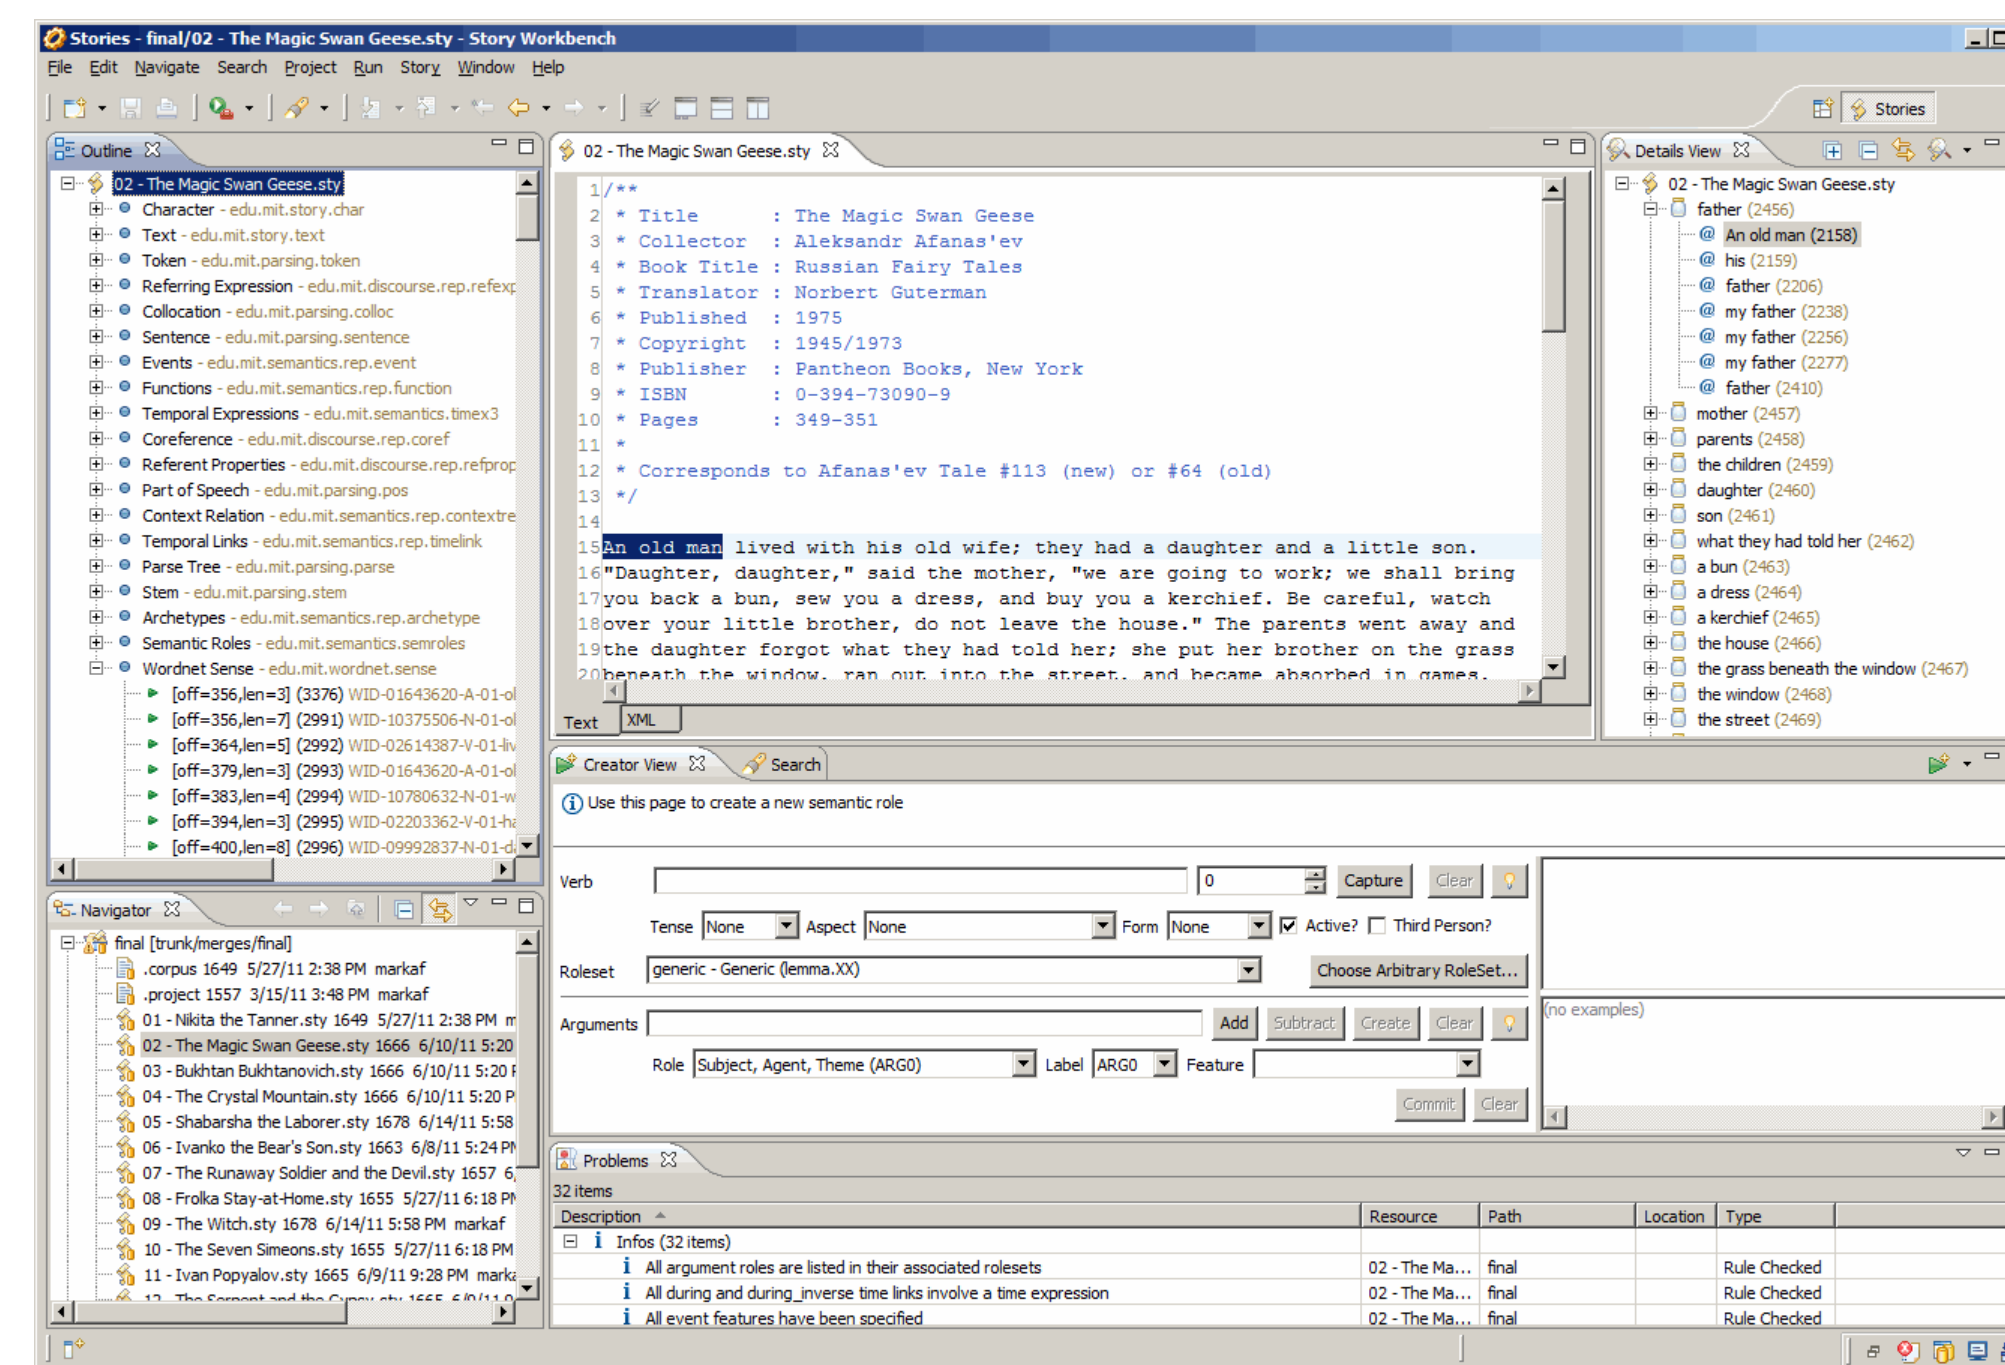 Stories - final/02 - The Magic Swan Geese.sty - Story Workbench
File Edit Navigate Search Project Run Story Window Help
Stories
Outline
02 - The Magic Swan Geese.sty
Character - edu.mit.story.char
Text - edu.mit.story.text
Token - edu.mit.parsing.token
Referring Expression - edu.mit.discourse.rep.refexp
Collocation - edu.mit.parsing.colloc
Sentence - edu.mit.parsing.sentence
Events - edu.mit.semantics.rep.event
Functions - edu.mit.semantics.rep.function
Temporal Expressions - edu.mit.semantics.timex3
Coreference - edu.mit.discourse.rep.coref
Referent Properties - edu.mit.discourse.rep.refprop
Part of Speech - edu.mit.parsing.pos
Context Relation - edu.mit.semantics.rep.contextre
Temporal Links - edu.mit.semantics.rep.timelink
Parse Tree - edu.mit.parsing.parse
Stem - edu.mit.parsing.stem
Archetypes - edu.mit.semantics.rep.archetype
Semantic Roles - edu.mit.semantics.semroles
Wordnet Sense - edu.mit.wordnet.sense
[off=356,len=3] (3376) WID-01643620-A-01-ol
[off=356,len=7] (2991) WID-10375506-N-01-ol
[off=364,len=5] (2992) WID-02614387-V-01-liv
[off=379,len=3] (2993) WID-01643620-A-01-ol
[off=383,len=4] (2994) WID-10780632-N-01-w
[off=394,len=3] (2995) WID-02203362-V-01-ha
[off=400,len=8] (2996) WID-09992837-N-01-da
Navigator
final [trunk/merges/final]
.corpus 1649 5/27/11 2:38 PM markaf
.project 1557 3/15/11 3:48 PM markaf
01 - Nikita the Tanner.sty 1649 5/27/11 2:38 PM m
02 - The Magic Swan Geese.sty 1666 6/10/11 5:20
03 - Bukhtan Bukhtanovich.sty 1666 6/10/11 5:20 P
04 - The Crystal Mountain.sty 1666 6/10/11 5:20 P
05 - Shabarsha the Laborer.sty 1678 6/14/11 5:58
06 - Ivanko the Bear's Son.sty 1663 6/8/11 5:24 PM
07 - The Runaway Soldier and the Devil.sty 1657 6/
08 - Frolka Stay-at-Home.sty 1655 5/27/11 6:18 PM
09 - The Witch.sty 1678 6/14/11 5:58 PM markaf
10 - The Seven Simeons.sty 1655 5/27/11 6:18 PM
11 - Ivan Popyalov.sty 1665 6/9/11 9:28 PM marka
12 - The Serpent and the Gypsy.sty 1665 6/9/11 9
02 - The Magic Swan Geese.sty
1 /**
2 * Title : The Magic Swan Geese
3 * Collector : Aleksandr Afanas'ev
4 * Book Title : Russian Fairy Tales
5 * Translator : Norbert Guterman
6 * Published : 1975
7 * Copyright : 1945/1973
8 * Publisher : Pantheon Books, New York
9 * ISBN : 0-394-73090-9
10 * Pages : 349-351
11 *
12 * Corresponds to Afanas'ev Tale #113 (new) or #64 (old)
13 */
14
15 An old man lived with his old wife; they had a daughter and a little son.
16 "Daughter, daughter," said the mother, "we are going to work; we shall bring
17 you back a bun, sew you a dress, and buy you a kerchief. Be careful, watch
18 over your little brother, do not leave the house." The parents went away and
19 the daughter forgot what they had told her; she put her brother on the grass
20 beneath the window, ran out into the street, and became absorbed in games.
Text XML
Details View
02 - The Magic Swan Geese.sty
father (2456)
@ An old man (2158)
@ his (2159)
@ father (2206)
@ my father (2238)
@ my father (2256)
@ my father (2277)
@ father (2410)
mother (2457)
parents (2458)
the children (2459)
daughter (2460)
son (2461)
what they had told her (2462)
a bun (2463)
a dress (2464)
a kerchief (2465)
the house (2466)
the grass beneath the window (2467)
the window (2468)
the street (2469)
Creator View Search
Use this page to create a new semantic role
Verb 0 Capture Clear
Tense None Aspect None Form None Active? Third Person?
Roleset generic - Generic (lemma.XX) Choose Arbitrary RoleSet...
Arguments Add Subtract Create Clear
Role Subject, Agent, Theme (ARG0) Label ARG0 Feature
Commit Clear
(no examples)
Problems
32 items
Description Resource Path Location Type
Infos (32 items)
All argument roles are listed in their associated rolesets 02 - The Ma... final Rule Checked
All during and during_inverse time links involve a time expression 02 - The Ma... final Rule Checked
All event features have been specified 02 - The Ma... final Rule Checked